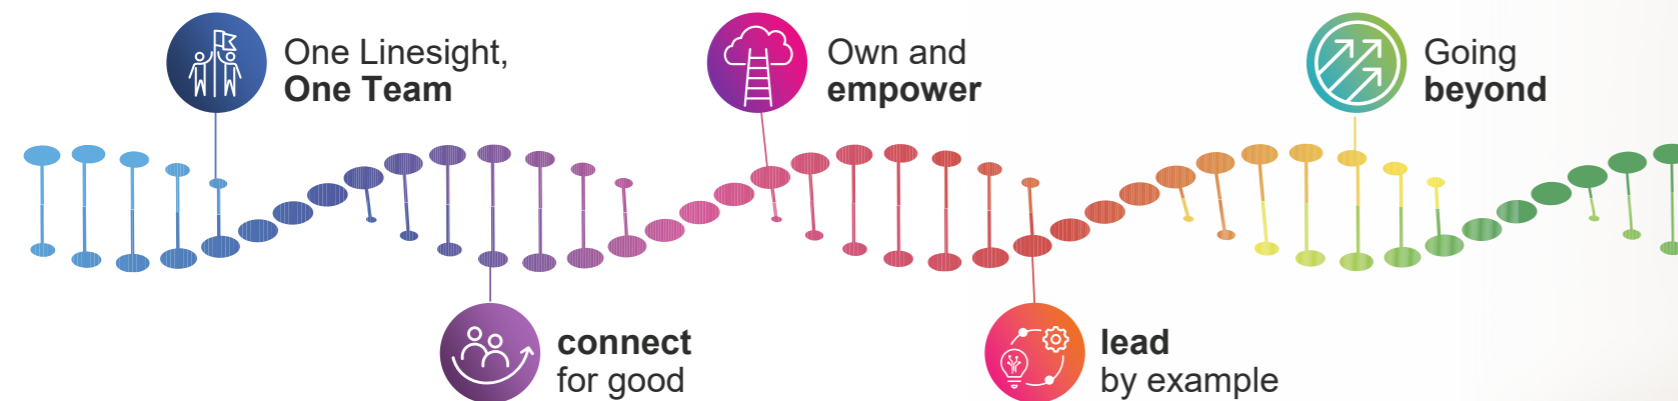 One Linesight,
One Team
Own and
empower
Going
beyond
connect
for good
lead
by example